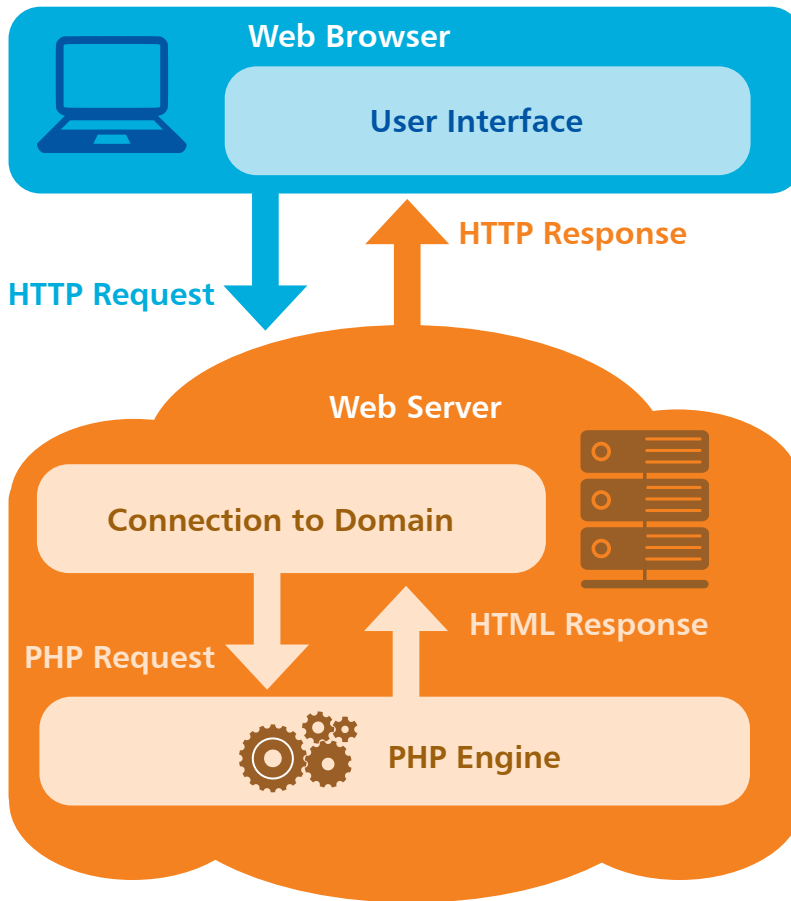 Web Browser
User Interface
HTTP Response
HTTP Request
Web Server
Connection to Domain
HTML Response
PHP Request
PHP Engine